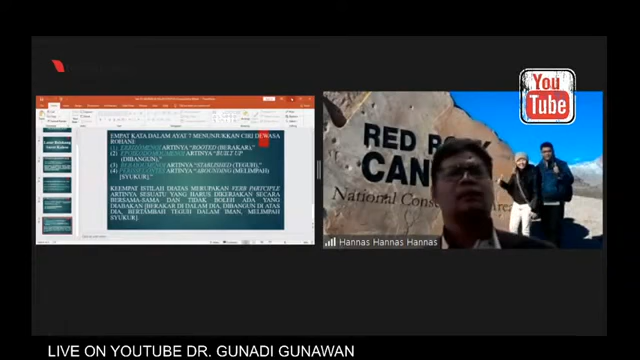 You
Tube
EMPAT KATA DALAM AYAT 7 MENUNJUKKAN CIRI DEWASA
ROHANI:
ARTINYA "ROOTED (BERAKAR),"
(2)
ARTINYA "BUILT UP
(DIBANGUN)
(3)
ARTINYA "STABLISHED (TEGUH),"
(4)
ARTINYA "ABOUNDING (MELIMPAH)
[SYUKUR],"
KEEMPAT ISTILAH DIATAS MERUPAKAN VERB PARTICIPLE
ARTINYA SESUATU YANG HARUS DIKERJAKAN SECARA
BERSAMA-SAMA DAN TIDAK BOLEH ADA YANG
DIABAIKAN [BERAKAR DI DALAM DIA, DIBANGUN DI ATAS
DIA, BERTAMBAH TEGUH DALAM IMAN, MELIMPAH
SYUKUR]
RED
CAN
National
Hannas Hannas Hannas
LIVE ON YOUTUBE DR. GUNADI GUNAWAN